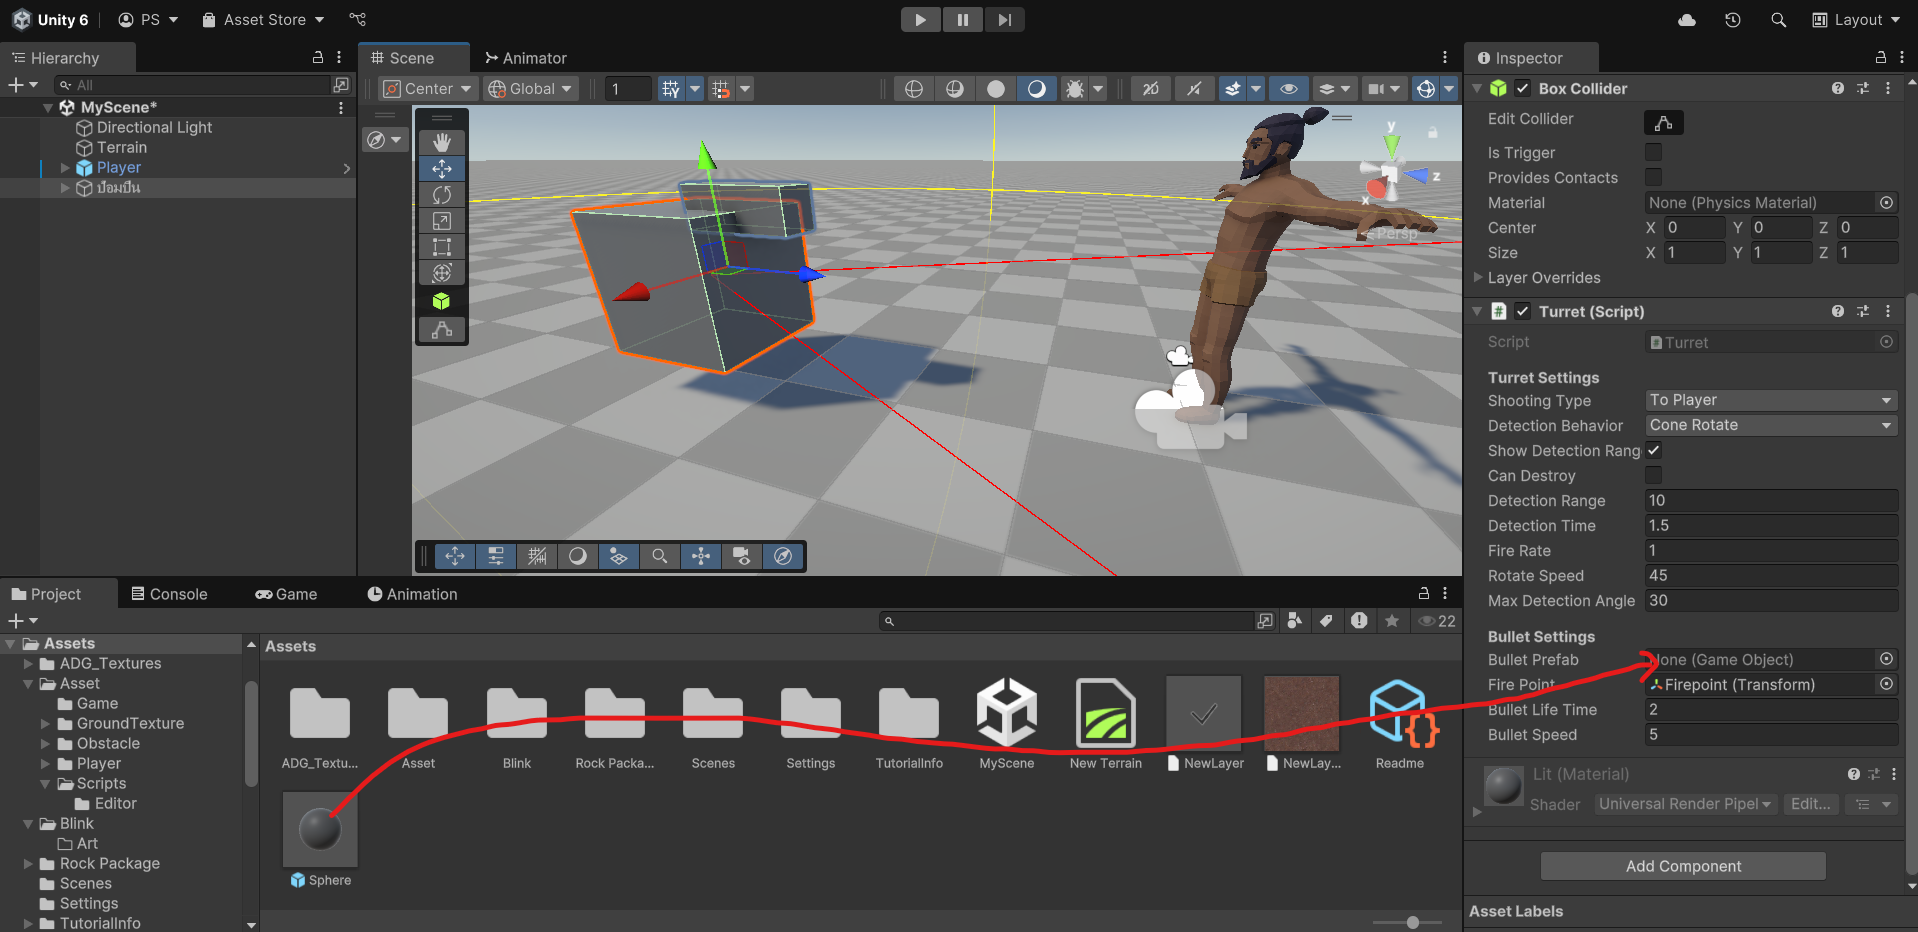 Unity 6
PS
Asset Store
Layout
Hierarchy
All
MyScene*
Directional Light
Terrain
Player
ป้อมปืน
Scene
Animator
Center
Global
1
2D
y
z
x
Persp
Inspector
Box Collider
Edit Collider
Is Trigger
Provides Contacts
Material
None (Physics Material)
Center
X 0 Y 0 Z 0
Size
X 1 Y 1 Z 1
Layer Overrides
Turret (Script)
Script
Turret
Turret Settings
Shooting Type
To Player
Detection Behavior
Cone Rotate
Show Detection Rang
Can Destroy
Detection Range
10
Detection Time
1.5
Fire Rate
1
Rotate Speed
45
Max Detection Angle
30
Bullet Settings
Bullet Prefab
None (Game Object)
Fire Point
Firepoint (Transform)
Bullet Life Time
2
Bullet Speed
5
Lit (Material)
Shader
Universal Render Pipel
Edit...
Add Component
Asset Labels
Project
Console
Game
Animation
22
Assets
ADG_Textures
Asset
Game
GroundTexture
Obstacle
Player
Scripts
Editor
Blink
Art
Rock Package
Scenes
Settings
TutorialInfo
Assets
ADG_Textu...
Asset
Blink
Rock Packa...
Scenes
Settings
TutorialInfo
MyScene
New Terrain
NewLayer
NewLay...
Readme
Sphere